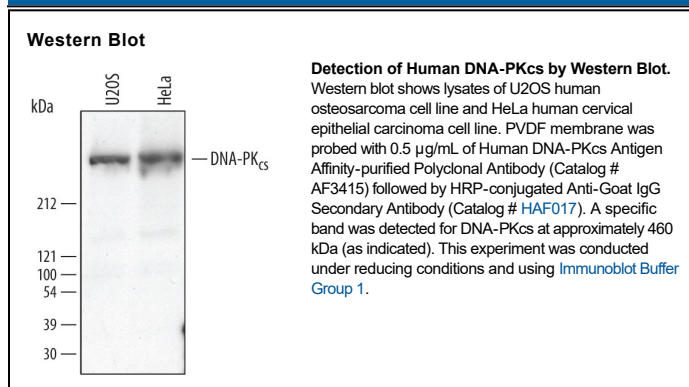 Western Blot
U2OS
HeLa
kDa
DNA-PKcs
212
121
100
54
39
30
Detection of Human DNA-PKcs by Western Blot.
Western blot shows lysates of U2OS human
osteosarcoma cell line and HeLa human cervical
epithelial carcinoma cell line. PVDF membrane was
probed with 0.5 µg/mL of Human DNA-PKcs Antigen
Affinity-purified Polyclonal Antibody (Catalog #
AF3415) followed by HRP-conjugated Anti-Goat IgG
Secondary Antibody (Catalog # HAF017). A specific
band was detected for DNA-PKcs at approximately 460
kDa (as indicated). This experiment was conducted
under reducing conditions and using Immunoblot Buffer
Group 1.